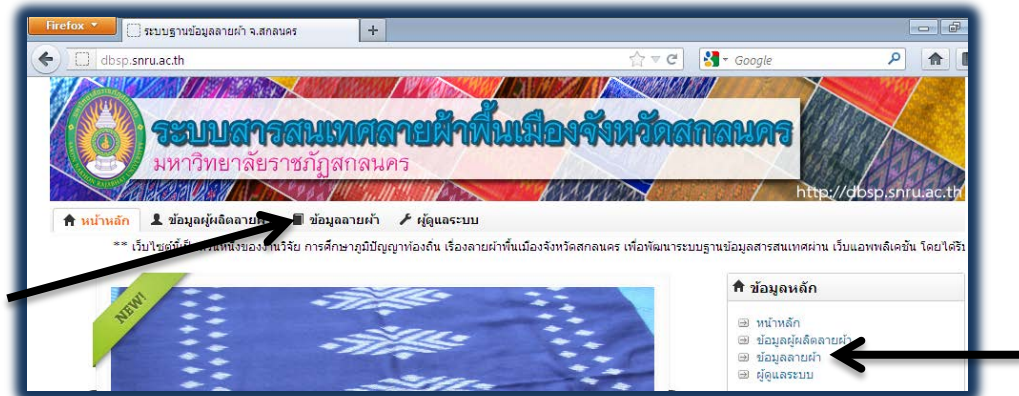 Firefox
ระบบฐานข้อมูลลายผ้า จ.สกลนคร
dbsp.snru.ac.th
Google
ระบบสารสนเทศลายผ้าพื้นเมืองจังหวัดสกลนคร
มหาวิทยาลัยราชภัฏสกลนคร
http://dbsp.snru.ac.th
หน้าหลัก ข้อมูลผู้ผลิตลาย ข้อมูลลายผ้า ผู้ดูแลระบบ
** เว็บไซต์นี้เป็นส่วนหนึ่งของงานวิจัย การศึกษาภูมิปัญญาท้องถิ่น เรื่องลายผ้าพื้นเมืองจังหวัดสกลนคร เพื่อพัฒนาระบบฐานข้อมูลสารสนเทศผ่าน เว็บแอพพลิเคชั่น โดยได้รับ
NEW!
ข้อมูลหลัก
หน้าหลัก
ข้อมูลผู้ผลิตลายผ้า
ข้อมูลลายผ้า
ผู้ดูแลระบบ